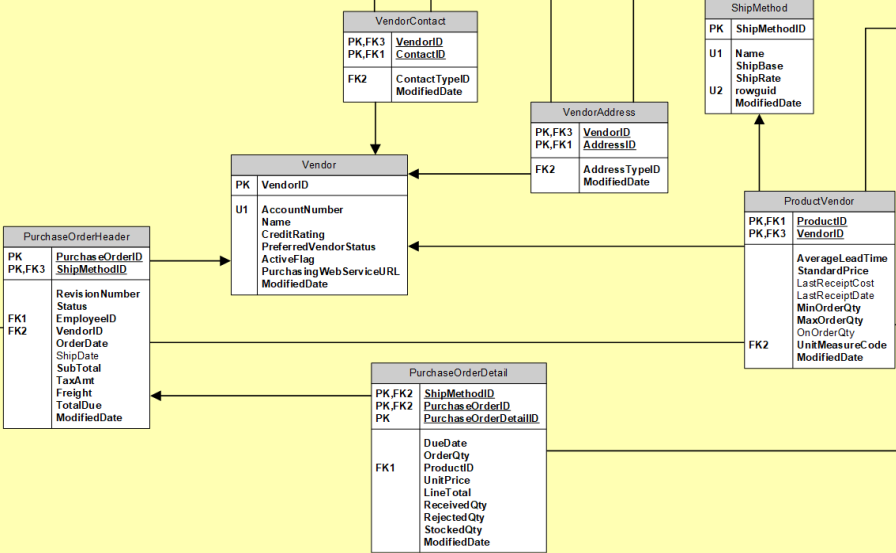 VendorContact
PK,FK3 VendorID
PK,FK1 ContactID
FK2 ContactTypeID
ModifiedDate
ShipMethod
PK ShipMethodID
U1 Name
ShipBase
ShipRate
U2 rowguid
ModifiedDate
VendorAddress
PK,FK3 VendorID
PK,FK1 AddressID
FK2 AddressTypeID
ModifiedDate
Vendor
PK VendorID
U1 AccountNumber
Name
CreditRating
PreferredVendorStatus
ActiveFlag
PurchasingWebServiceURL
ModifiedDate
ProductVendor
PK,FK1 ProductID
PK,FK3 VendorID
AverageLeadTime
StandardPrice
LastReceiptCost
LastReceiptDate
MinOrderQty
MaxOrderQty
OnOrderQty
FK2 UnitMeasureCode
ModifiedDate
PurchaseOrderHeader
PK PurchaseOrderID
PK,FK3 ShipMethodID
RevisionNumber
Status
FK1 EmployeeID
FK2 VendorID
OrderDate
ShipDate
SubTotal
TaxAmt
Freight
TotalDue
ModifiedDate
PurchaseOrderDetail
PK,FK2 ShipMethodID
PK,FK2 PurchaseOrderID
PK PurchaseOrderDetailID
DueDate
OrderQty
FK1 ProductID
UnitPrice
LineTotal
ReceivedQty
RejectedQty
StockedQty
ModifiedDate